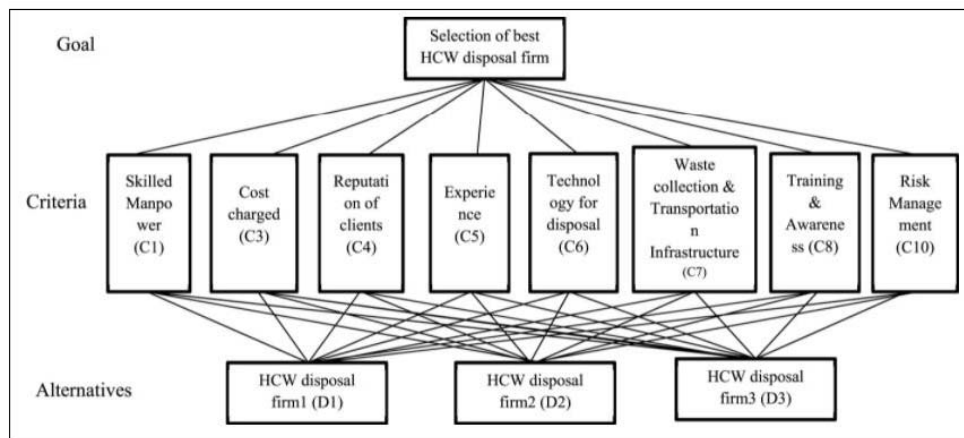 Goal
Selection of best
HCW disposal firm
Criteria
Skilled
Manpo
wer
(C1)
Cost
charged
(C3)
Reputati
on of
clients
(C4)
Experie
nce
(C5)
Technol
ogy for
disposal
(C6)
Waste
collection &
Transportatio
n
Infrastructure
(C7)
Training
&
Awarene
ss (C8)
Risk
Manage
ment
(C10)
Alternatives
HCW disposal
firm1 (D1)
HCW disposal
firm2 (D2)
HCW disposal
firm3 (D3)